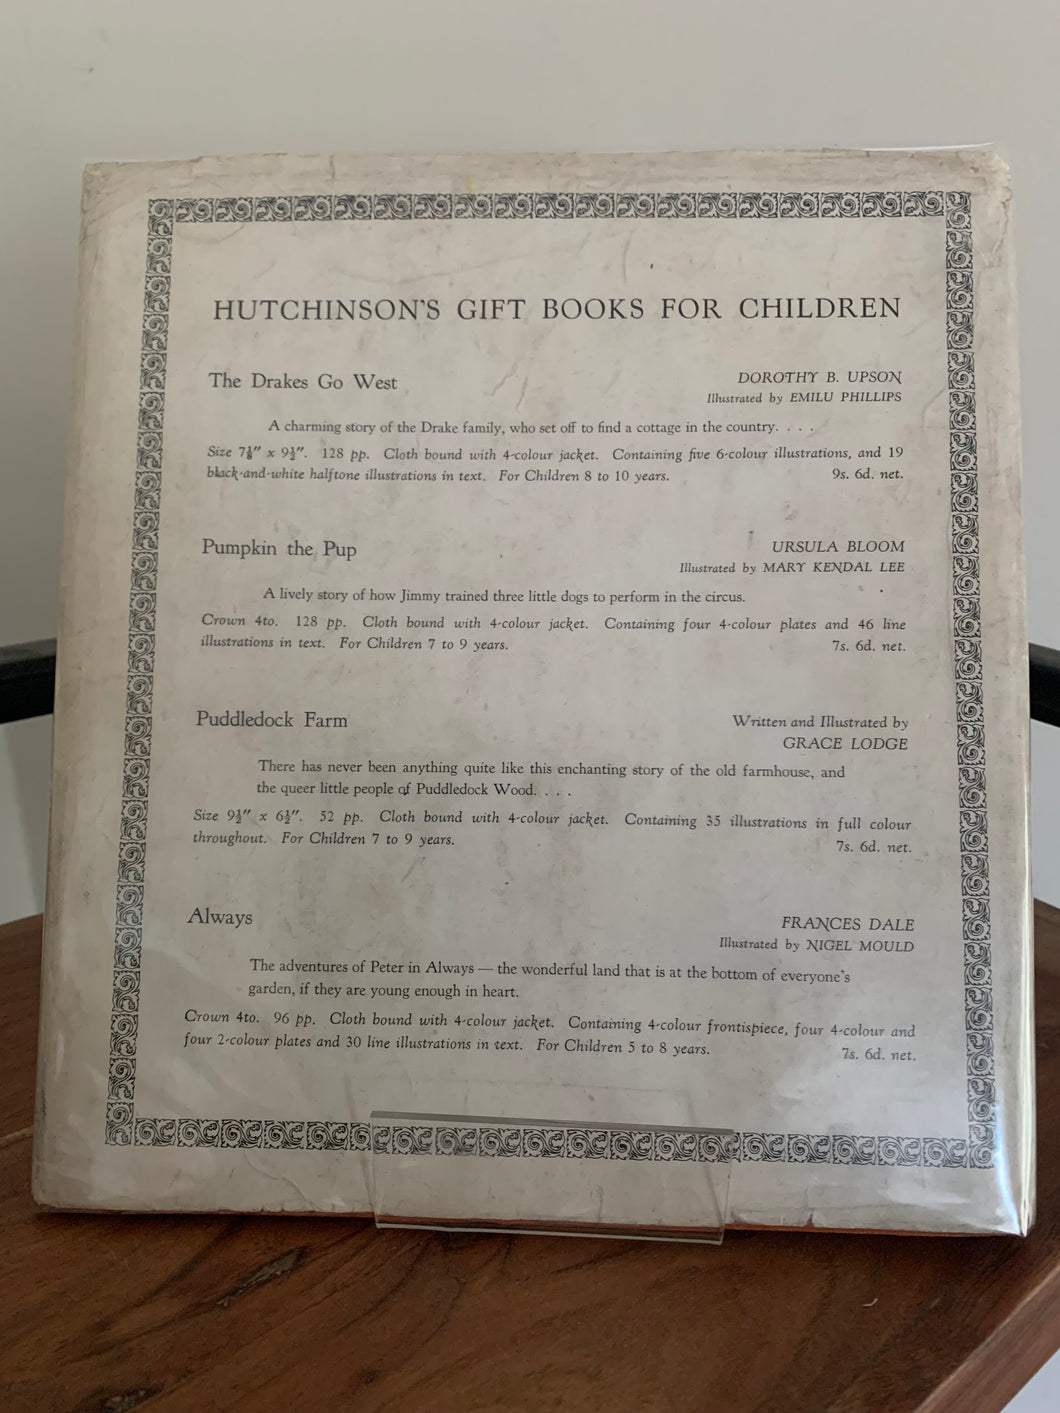 HUTCHINSON'S GIFT BOOKS FOR CHILDREN
The Drakes Go West
DOROTHY B. UPSON
Illustrated by EMILU PHILLIPS
A charming story of the Drake family, who set off to find a cottage in the country. . . .
Size 7⅛" x 9½". 128 pp. Cloth bound with 4-colour jacket. Containing five 6-colour illustrations, and 19
black-and-white halftone illustrations in text. For Children 8 to 10 years. 9s. 6d. net.
Pumpkin the Pup
URSULA BLOOM
Illustrated by MARY KENDAL LEE
A lively story of how Jimmy trained three little dogs to perform in the circus.
Crown 4to. 128 pp. Cloth bound with 4-colour jacket. Containing four 4-colour plates and 46 line
illustrations in text. For Children 7 to 9 years. 7s. 6d. net.
Puddledock Farm
Written and Illustrated by
GRACE LODGE
There has never been anything quite like this enchanting story of the old farmhouse, and
the queer little people of Puddledock Wood. . . .
Size 9½" x 6½". 52 pp. Cloth bound with 4-colour jacket. Containing 35 illustrations in full colour
throughout. For Children 7 to 9 years. 7s. 6d. net.
Always
FRANCES DALE
Illustrated by NIGEL MOULD
The adventures of Peter in Always — the wonderful land that is at the bottom of everyone's
garden, if they are young enough in heart.
Crown 4to. 96 pp. Cloth bound with 4-colour jacket. Containing 4-colour frontispiece, four 4-colour and
four 2-colour plates and 30 line illustrations in text. For Children 5 to 8 years. 7s. 6d. net.